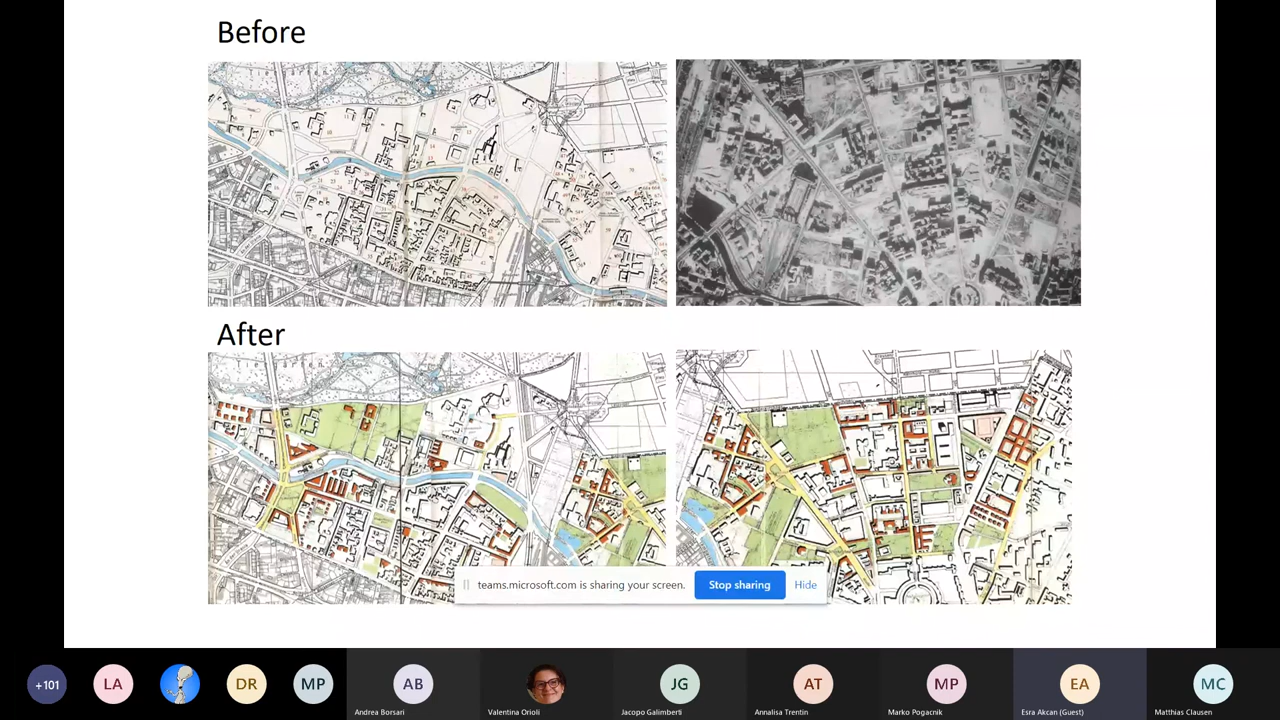 Before
After
teams.microsoft.com is sharing your screen.
Stop sharing
Hide
+101
LA
DR
MP
AB
JG
AT
MP
EA
MC
Andrea Borsari
Valentina Orioli
Jacopo Galimberti
Annalisa Trentin
Marko Pogacnik
Esra Akcan (Guest)
Matthias Clausen